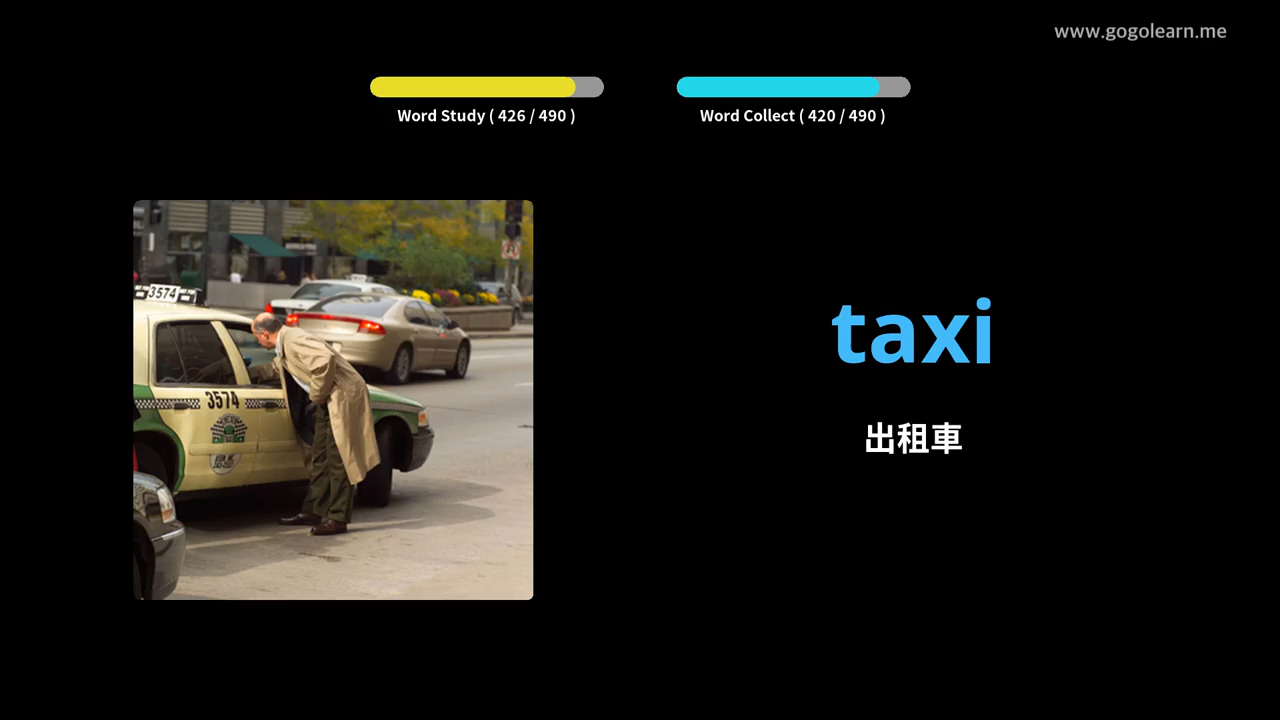 www.gogolearn.me
Word Study ( 426 / 490 )
Word Collect ( 420 / 490 )
3574
3574
taxi
出租車